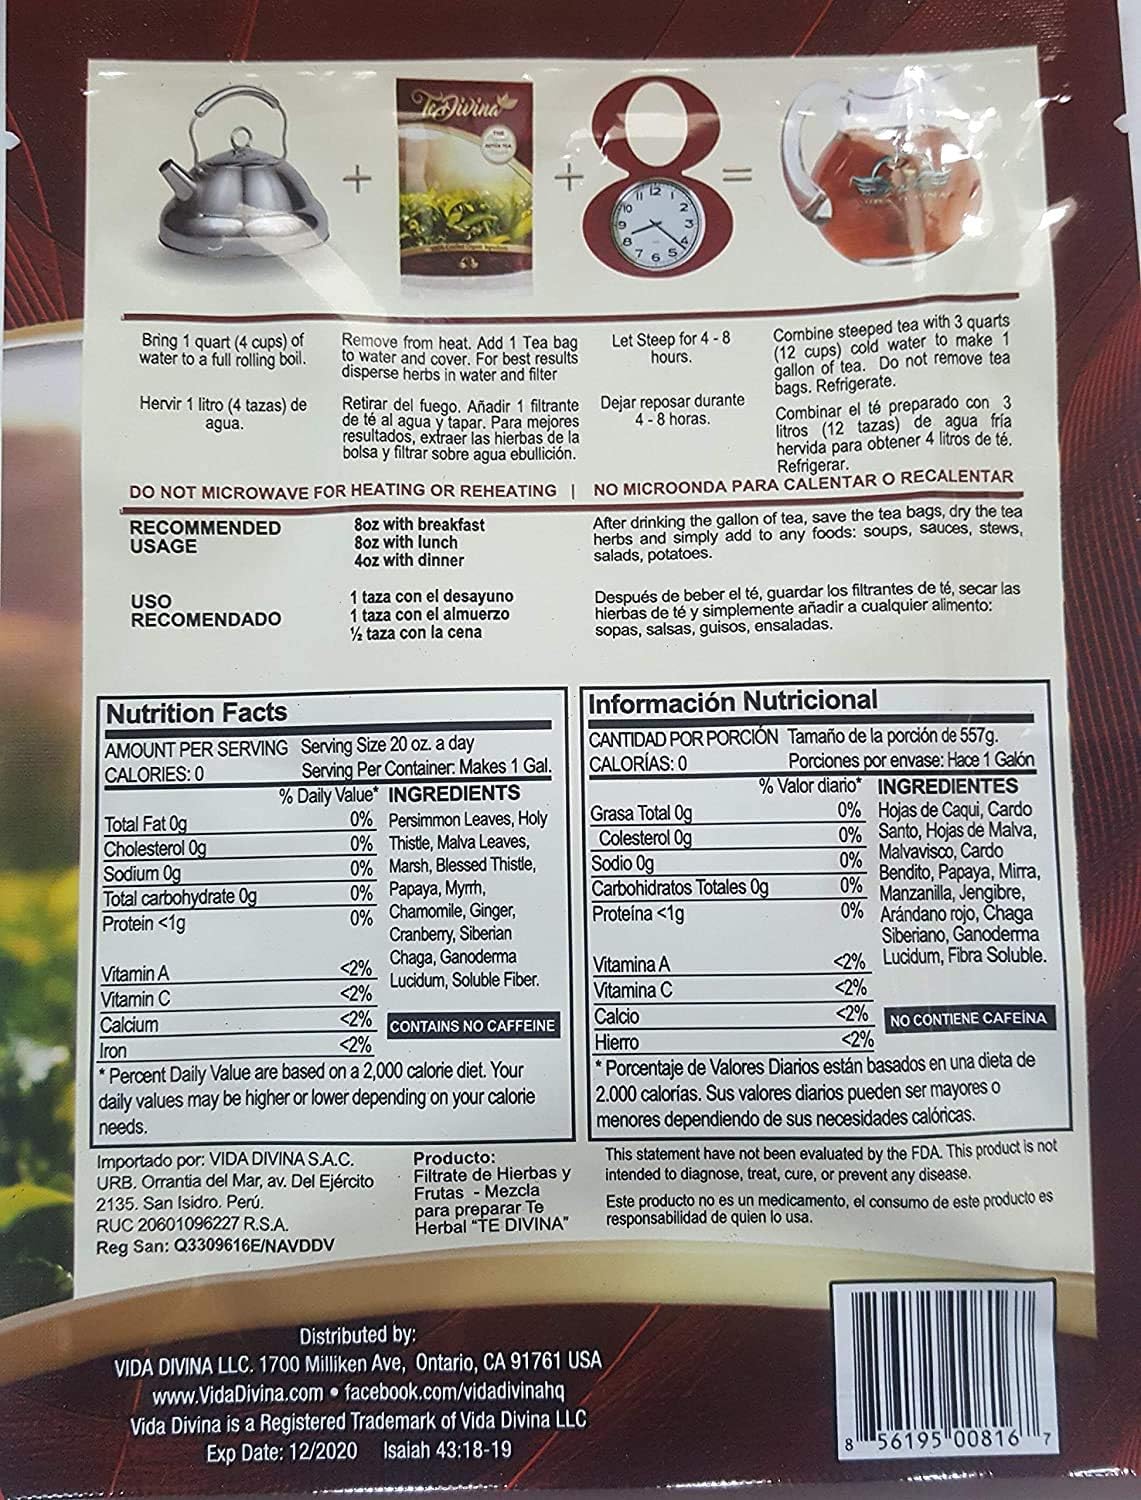 TeDivina
THE
DETOX TEA
Bring 1 quart (4 cups) of
water to a full rolling boil.
Hervir 1 litro (4 tazas) de
agua.
Remove from heat. Add 1 Tea bag
to water and cover. For best results
disperse herbs in water and filter
Retirar del fuego. Añadir 1 filtrante
de té al agua y tapar. Para mejores
resultados, extraer las hierbas de la
bolsa y filtrar sobre agua ebullición.
Let Steep for 4 - 8
hours.
Dejar reposar durante
4 - 8 horas.
Combine steeped tea with 3 quarts
(12 cups) cold water to make 1
gallon of tea. Do not remove tea
bags. Refrigerate.
Combinar el té preparado con 3
litros (12 tazas) de agua fría
hervida para obtener 4 litros de té.
Refrigerar.
DO NOT MICROWAVE FOR HEATING OR REHEATING | NO MICROONDA PARA CALENTAR O RECALENTAR
RECOMMENDED
USAGE
8oz with breakfast
8oz with lunch
4oz with dinner
After drinking the gallon of tea, save the tea bags, dry the tea
herbs and simply add to any foods: soups, sauces, stews,
salads, potatoes.
USO
RECOMENDADO
1 taza con el desayuno
1 taza con el almuerzo
½ taza con la cena
Después de beber el té, guardar los filtrantes de té, secar las
hierbas de té y simplemente añadir a cualquier alimento:
sopas, salsas, guisos, ensaladas.
Nutrition Facts
AMOUNT PER SERVING Serving Size 20 oz. a day
CALORIES: 0 Serving Per Container: Makes 1 Gal.
% Daily Value* INGREDIENTS
Total Fat 0g 0%
Cholesterol 0g 0%
Sodium 0g 0%
Total carbohydrate 0g 0%
Protein <1g 0%
Vitamin A <2%
Vitamin C <2%
Calcium <2%
Iron <2%
Persimmon Leaves, Holy
Thistle, Malva Leaves,
Marsh, Blessed Thistle,
Papaya, Myrrh,
Chamomile, Ginger,
Cranberry, Siberian
Chaga, Ganoderma
Lucidum, Soluble Fiber.
CONTAINS NO CAFFEINE
* Percent Daily Value are based on a 2,000 calorie diet. Your
daily values may be higher or lower depending on your calorie
needs.
Información Nutricional
CANTIDAD POR PORCIÓN Tamaño de la porción de 557g.
CALORÍAS: 0 Porciones por envase: Hace 1 Galón
% Valor diario* INGREDIENTES
Grasa Total 0g 0%
Colesterol 0g 0%
Sodio 0g 0%
Carbohidratos Totales 0g 0%
Proteína <1g 0%
Vitamina A <2%
Vitamina C <2%
Calcio <2%
Hierro <2%
Hojas de Caqui, Cardo
Santo, Hojas de Malva,
Malvavisco, Cardo
Bendito, Papaya, Mirra,
Manzanilla, Jengibre,
Arándano rojo, Chaga
Siberiano, Ganoderma
Lucidum, Fibra Soluble.
NO CONTIENE CAFEÍNA
* Porcentaje de Valores Diarios están basados en una dieta de
2.000 calorías. Sus valores diarios pueden ser mayores o
menores dependiendo de sus necesidades calóricas.
Importado por: VIDA DIVINA S.A.C.
URB. Orrantia del Mar, av. Del Ejército
2135. San Isidro. Perú.
RUC 20601096227 R.S.A.
Reg San: Q3309616E/NAVDDV
Producto:
Filtrate de Hierbas y
Frutas - Mezcla
para preparar Te
Herbal "TE DIVINA"
This statement have not been evaluated by the FDA. This product is not
intended to diagnose, treat, cure, or prevent any disease.
Este producto no es un medicamento, el consumo de este producto es
responsabilidad de quien lo usa.
Distributed by:
VIDA DIVINA LLC. 1700 Milliken Ave, Ontario, CA 91761 USA
www.VidaDivina.com • facebook.com/vidadivinahq
Vida Divina is a Registered Trademark of Vida Divina LLC
Exp Date: 12/2020 Isaiah 43:18-19
8 56195 00816 7